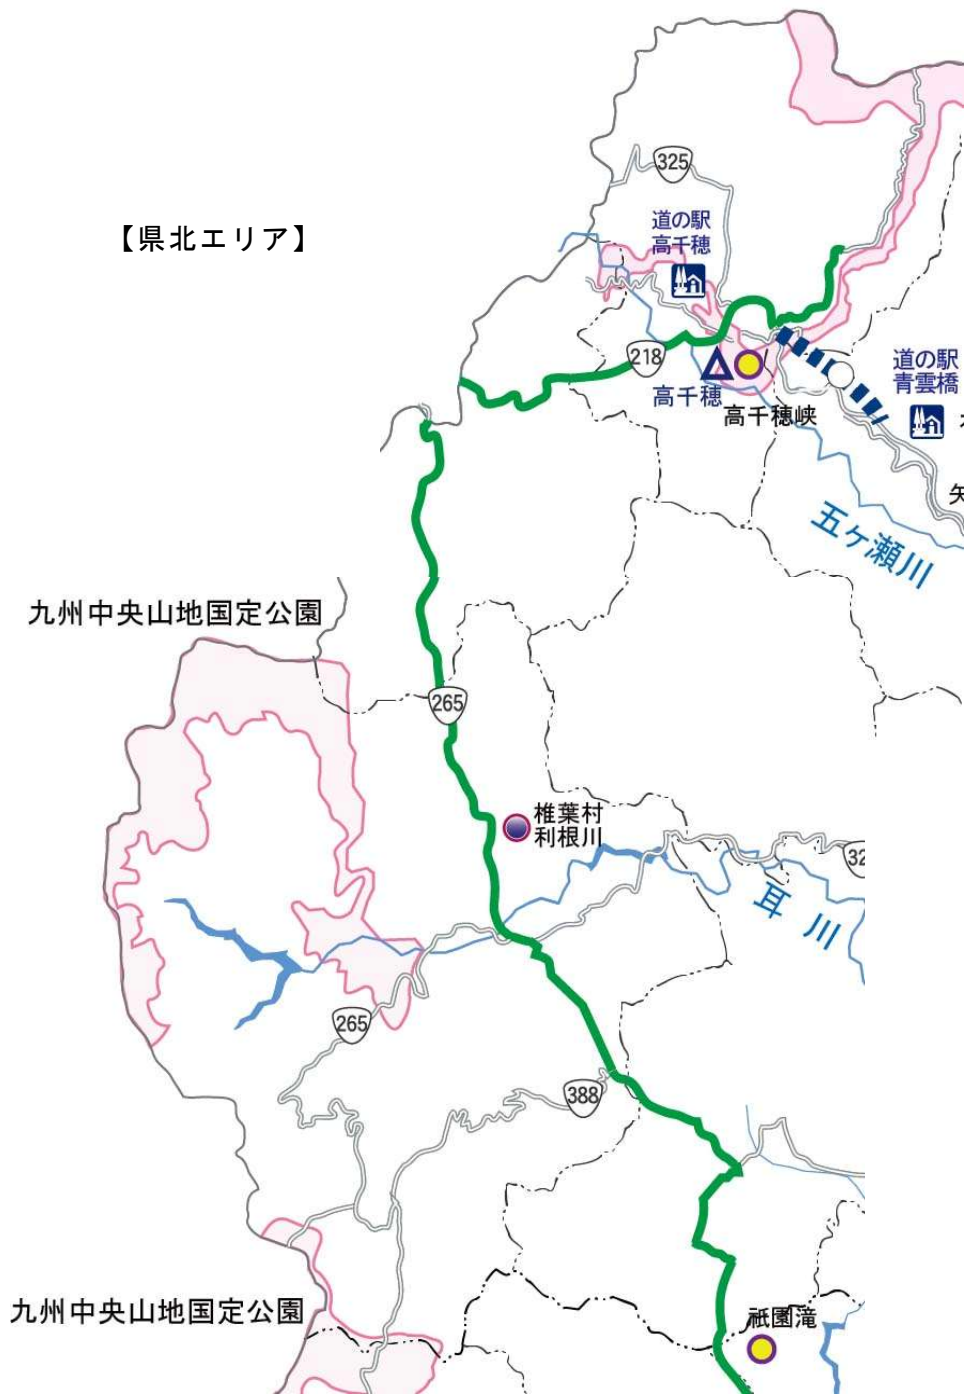 325
道の駅
高千穂
【県北エリア】
218
道の駅
青雲橋
高千穂
高千穂峡
五ケ瀬川
九州中央山地国定公園
265
椎葉村
利根川
耳川
265
388
九州中央山地国定公園
祇園滝